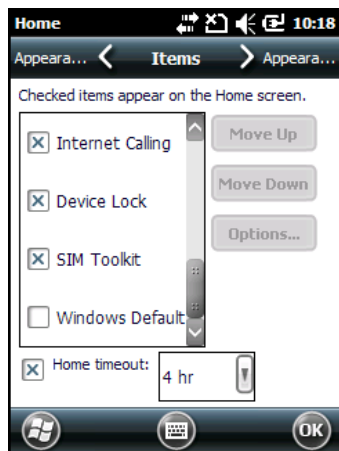 Home 10:18
Appeara... Items Appeara...
Checked items appear on the Home screen.
Internet Calling
Move Up
Device Lock
Move Down
Options...
SIM Toolkit
Windows Default
Home timeout:
4 hr
OK